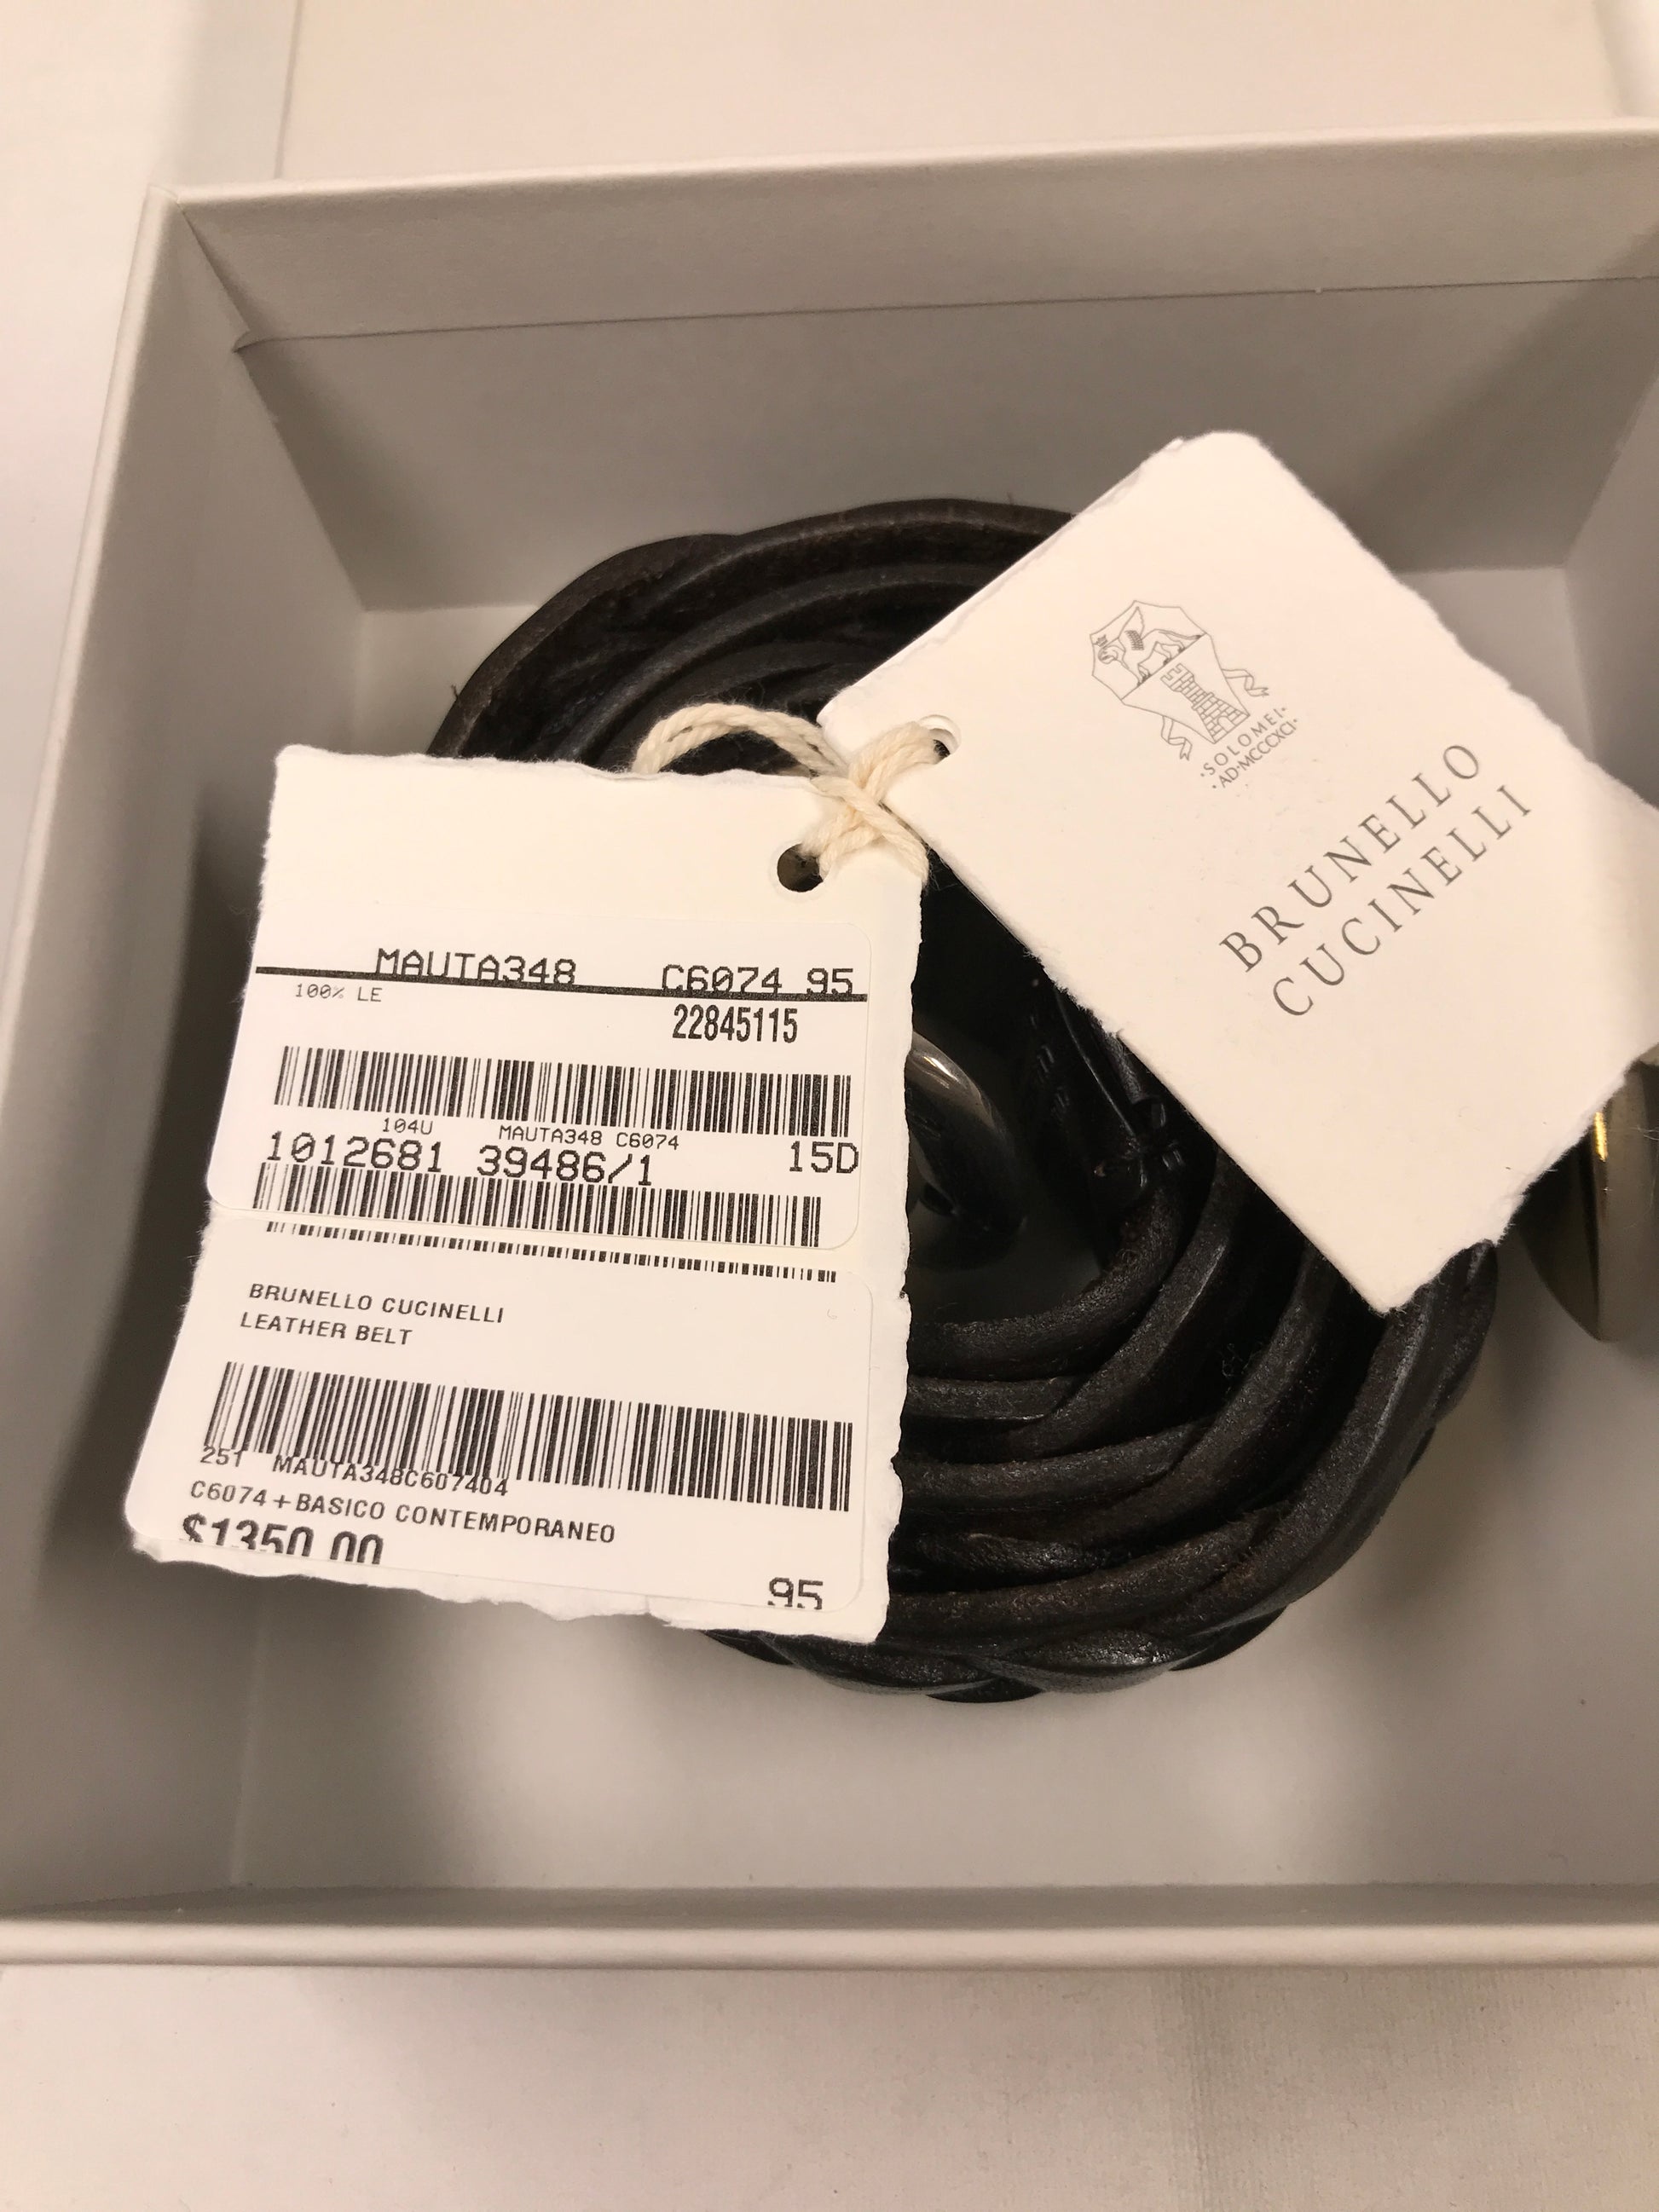 MAUTA348 C6074 95
100% LE
22845115
104U MAUTA348 C6074
1012681 39486/1 15D
BRUNELLO CUCINELLI
LEATHER BELT
251 MAUTA348C607404
C6074+BASICO CONTEMPORANEO
$1350.00
95
·SOLOMEI·
·AD·MCCCXCI·
BRUNELLO
CUCINELLI